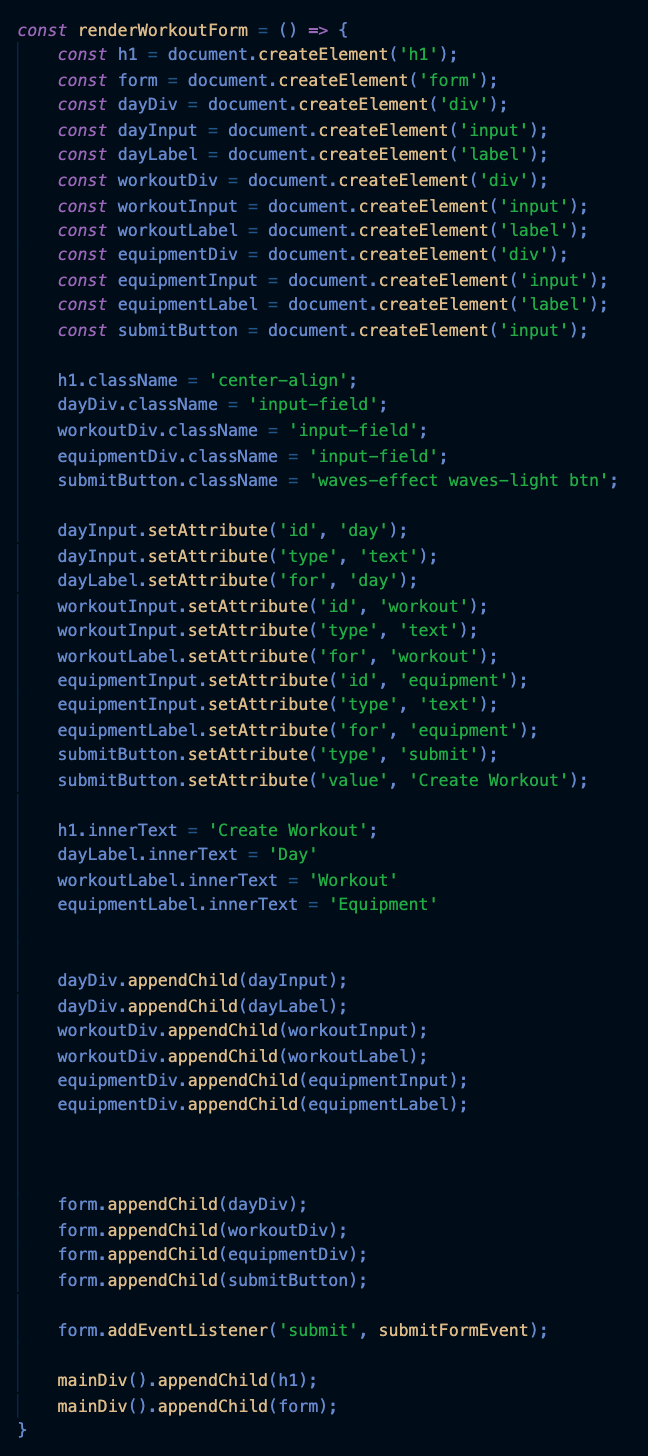 const renderWorkoutForm = () => {
const h1 = document.createElement('h1');
const form = document.createElement('form');
const dayDiv = document.createElement('div');
const dayInput = document.createElement('input');
const dayLabel = document.createElement('label');
const workoutDiv = document.createElement('div');
const workoutInput = document.createElement('input');
const workoutLabel = document.createElement('label');
const equipmentDiv = document.createElement('div');
const equipmentInput = document.createElement('input');
const equipmentLabel = document.createElement('label');
const submitButton = document.createElement('input');
h1.className = 'center-align';
dayDiv.className = 'input-field';
workoutDiv.className = 'input-field';
equipmentDiv.className = 'input-field';
submitButton.className = 'waves-effect waves-light btn';
dayInput.setAttribute('id', 'day');
dayInput.setAttribute('type', 'text');
dayLabel.setAttribute('for', 'day');
workoutInput.setAttribute('id', 'workout');
workoutInput.setAttribute('type', 'text');
workoutLabel.setAttribute('for', 'workout');
equipmentInput.setAttribute('id', 'equipment');
equipmentInput.setAttribute('type', 'text');
equipmentLabel.setAttribute('for', 'equipment');
submitButton.setAttribute('type', 'submit');
submitButton.setAttribute('value', 'Create Workout');
h1.innerText = 'Create Workout';
dayLabel.innerText = 'Day'
workoutLabel.innerText = 'Workout'
equipmentLabel.innerText = 'Equipment'
dayDiv.appendChild(dayInput);
dayDiv.appendChild(dayLabel);
workoutDiv.appendChild(workoutInput);
workoutDiv.appendChild(workoutLabel);
equipmentDiv.appendChild(equipmentInput);
equipmentDiv.appendChild(equipmentLabel);
form.appendChild(dayDiv);
form.appendChild(workoutDiv);
form.appendChild(equipmentDiv);
form.appendChild(submitButton);
form.addEventListener('submit', submitFormEvent);
mainDiv().appendChild(h1);
mainDiv().appendChild(form);
}